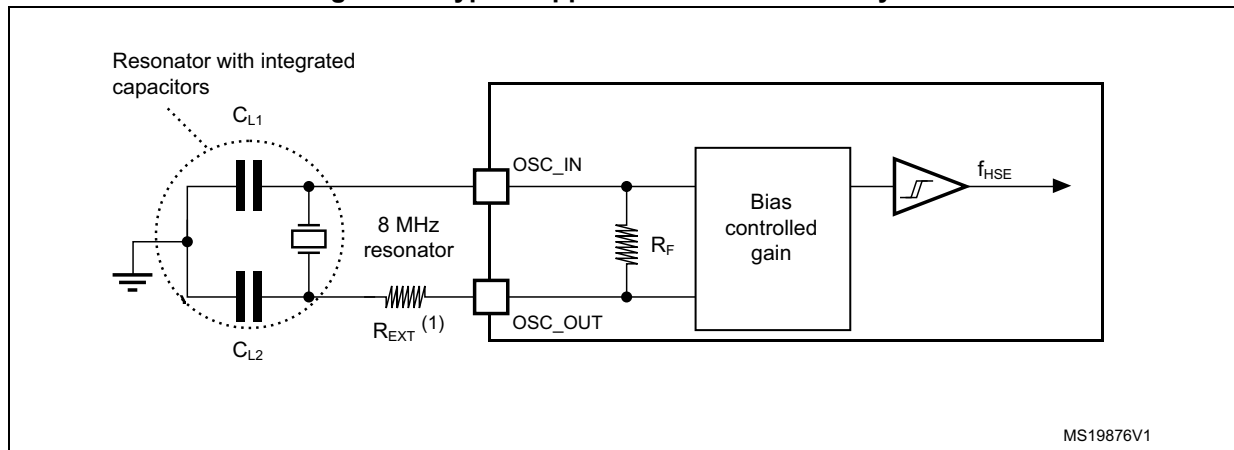 Resonator with integrated
capacitors
CL1
OSC_IN
fHSE
8 MHz
resonator
RF
Bias
controlled
gain
REXT (1)
OSC_OUT
CL2
MS19876V1